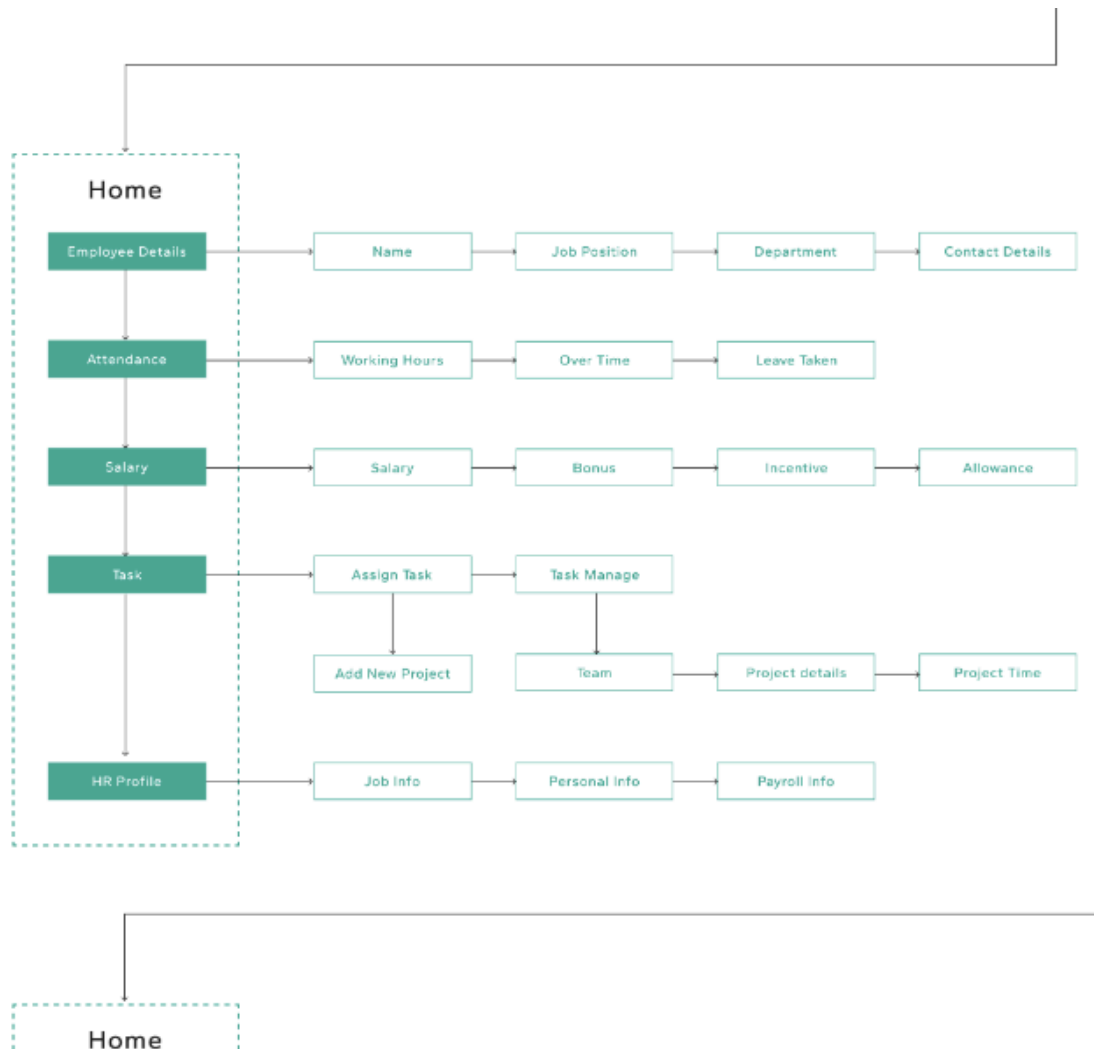 Home
Employee Details
Name
Job Position
Department
Contact Details
Attendance
Working Hours
Over Time
Leave Taken
Salary
Salary
Bonus
Incentive
Allowance
Task
Assign Task
Task Manage
Add New Project
Team
Project details
Project Time
HR Profile
Job Info
Personal Info
Payroll Info
Home